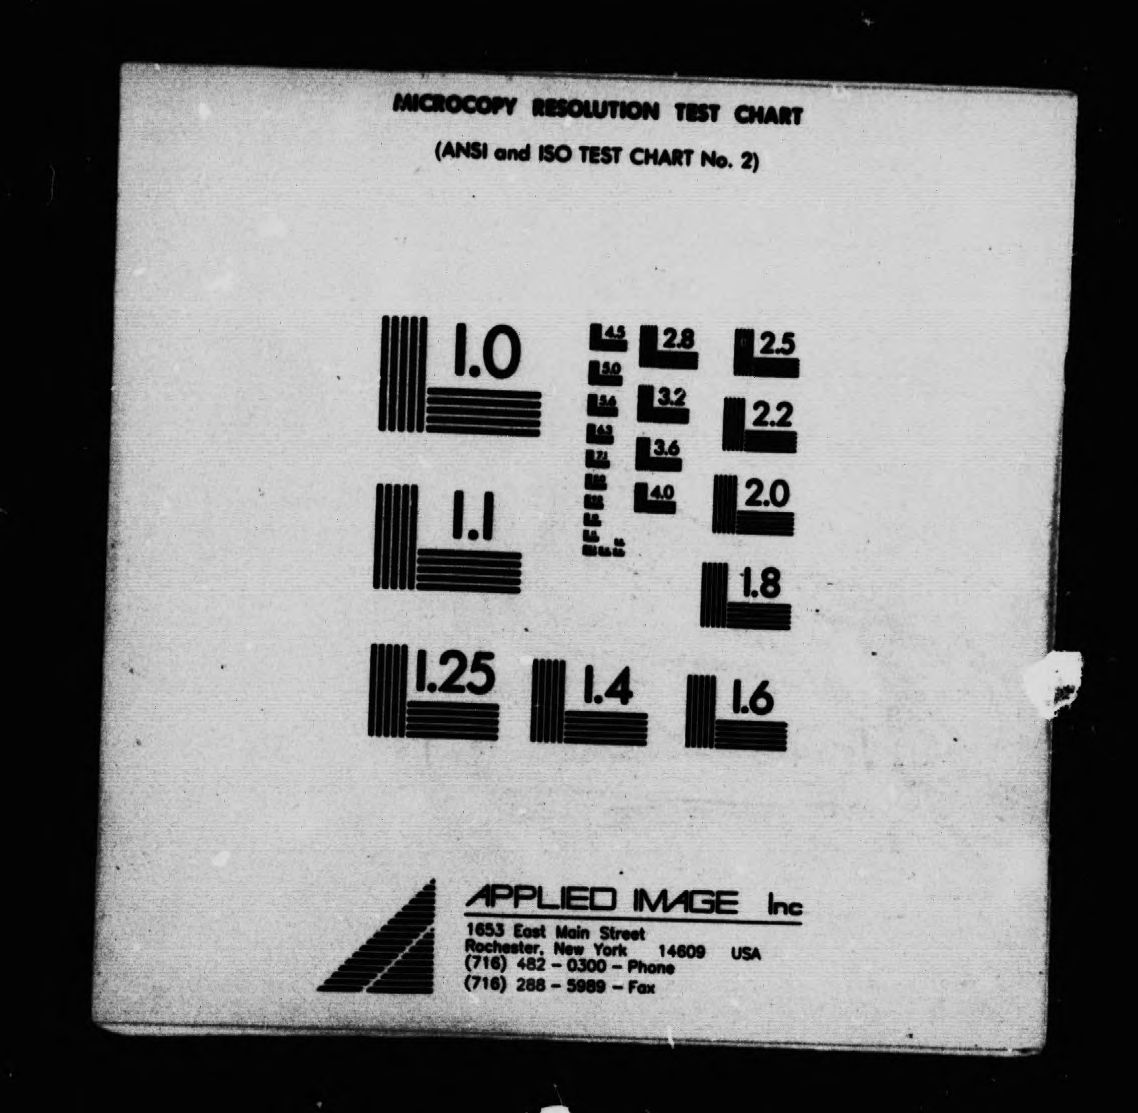 MICROCOPY RESOLUTION TEST CHART
(ANSI and ISO TEST CHART No. 2)
1.0
1.1
1.25
1.4
1.6
1.8
2.0
2.2
2.5
2.8
3.2
3.6
4.0
4.5
5.0
5.6
6.3
7.1
APPLIED IMAGE Inc
1653 East Main Street
Rochester, New York 14609 USA
(716) 482 - 0300 - Phone
(716) 288 - 5989 - Fax